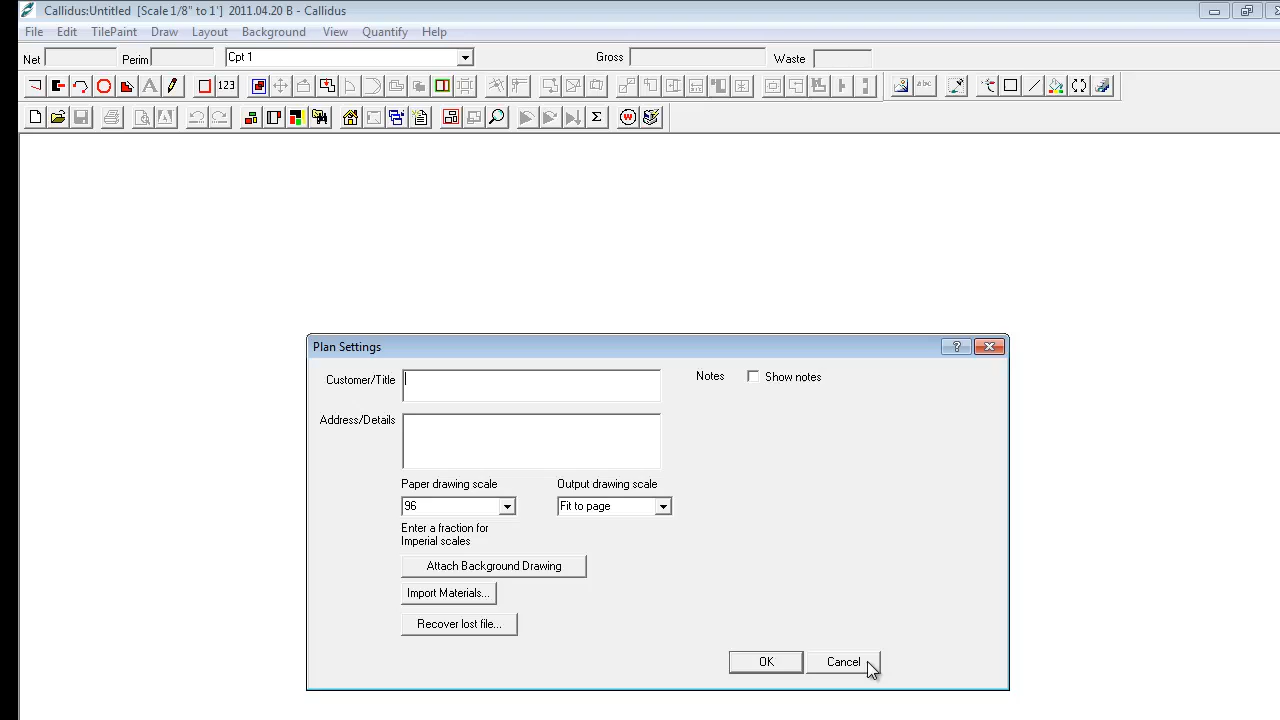 Callidus:Untitled [Scale 1/8" to 1'] 2011.04.20 B - Callidus
File Edit TilePaint Draw Layout Background View Quantify Help
Net Perim Cpt 1 Gross Waste
A 123 abc
A Σ W
Plan Settings ?
Customer/Title
Notes Show notes
Address/Details
Paper drawing scale Output drawing scale
96 Fit to page
Enter a fraction for
Imperial scales
Attach Background Drawing
Import Materials...
Recover lost file...
OK Cancel